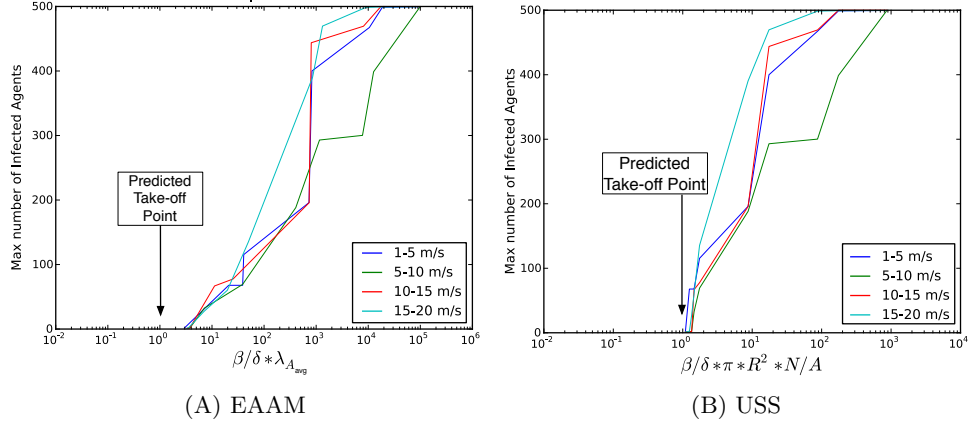 500
400
300
200
100
0
Max number of Infected Agents
Predicted
Take-off
Point
1-5 m/s
5-10 m/s
10-15 m/s
15-20 m/s
10^-2 10^-1 10^0 10^1 10^2 10^3 10^4 10^5 10^6
β/δ∗λ_A_avg
(A) EAAM
500
400
300
200
100
0
Max number of Infected Agents
Predicted
Take-off Point
1-5 m/s
5-10 m/s
10-15 m/s
15-20 m/s
10^-2 10^-1 10^0 10^1 10^2 10^3 10^4
β/δ∗π∗R^2 ∗N/A
(B) USS